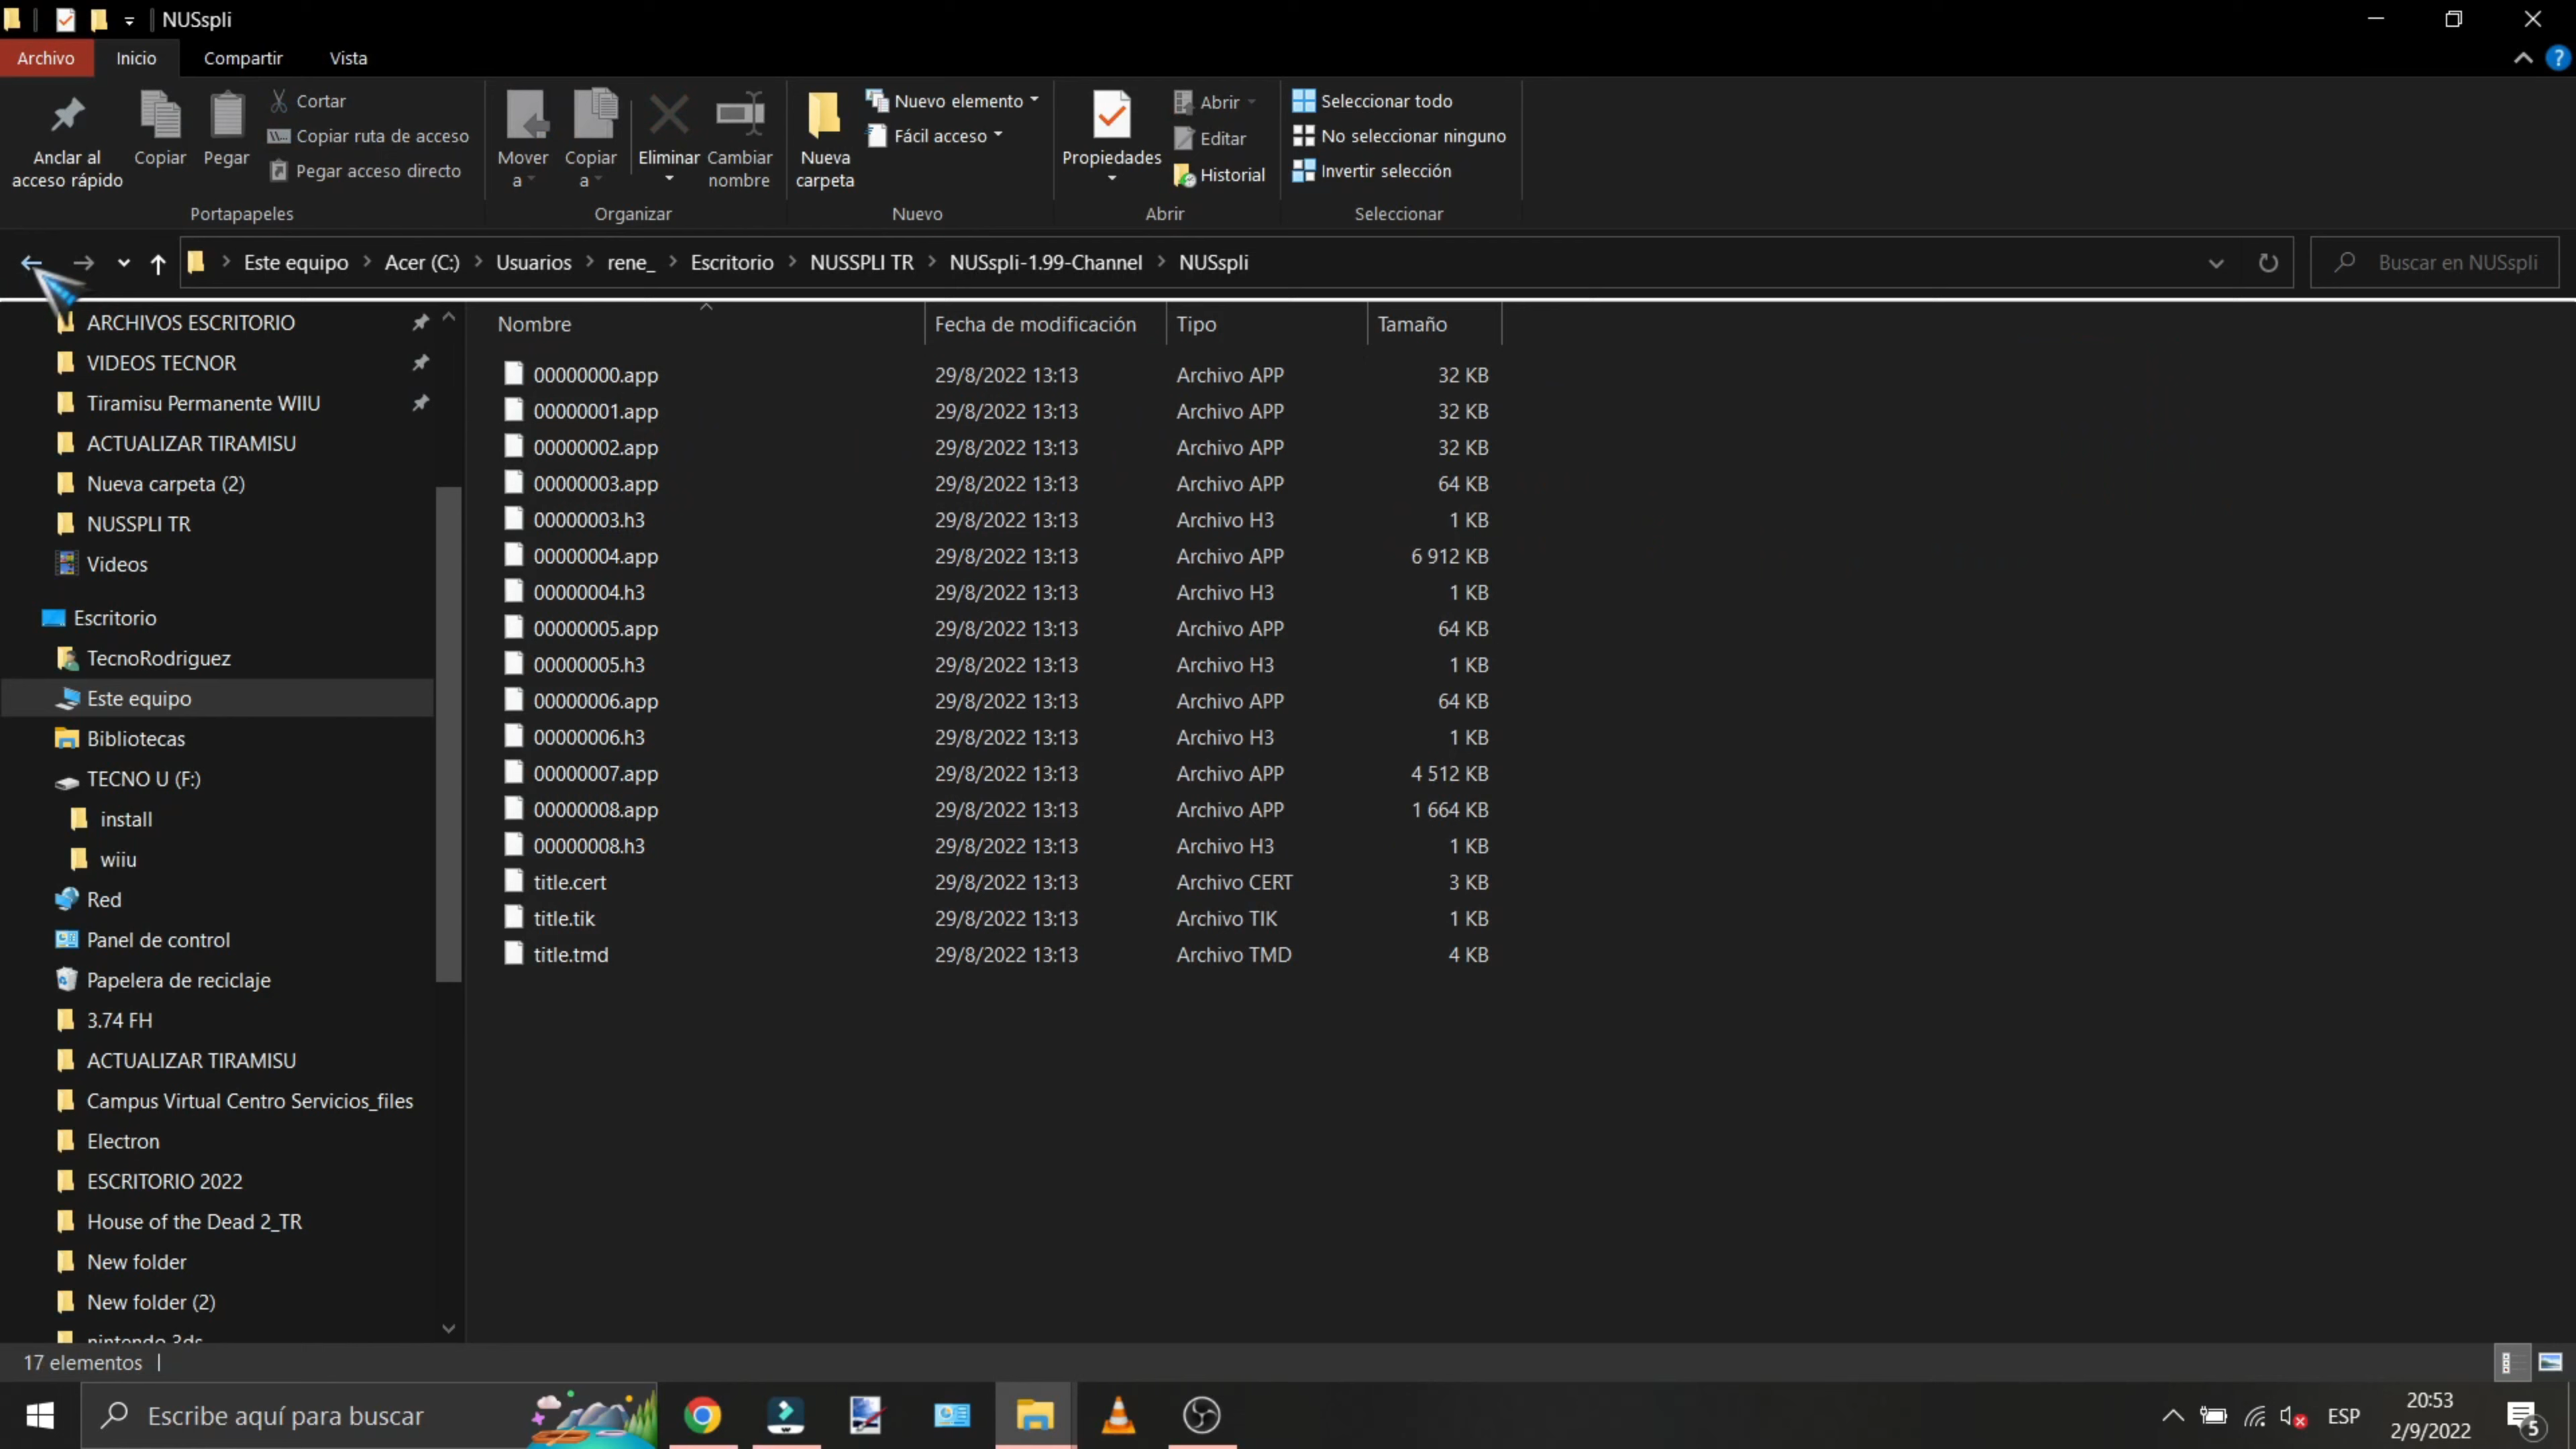 NUSspli
Archivo
Inicio
Compartir
Vista
Anclar al
acceso rápido
Copiar
Pegar
Cortar
Copiar ruta de acceso
Pegar acceso directo
Portapapeles
Mover
a
Copiar
a
Eliminar
Cambiar
nombre
Organizar
Nueva
carpeta
Nuevo elemento
Fácil acceso
Nuevo
Propiedades
Abrir
Editar
Historial
Abrir
Seleccionar todo
No seleccionar ninguno
Invertir selección
Seleccionar
Este equipo
Acer (C:)
Usuarios
rene_
Escritorio
NUSSPLI TR
NUSspli-1.99-Channel
NUSspli
Buscar en NUSspli
ARCHIVOS ESCRITORIO
VIDEOS TECNOR
Tiramisu Permanente WIIU
ACTUALIZAR TIRAMISU
Nueva carpeta (2)
NUSSPLI TR
Videos
Escritorio
TecnoRodriguez
Este equipo
Bibliotecas
TECNO U (F:)
install
wiiu
Red
Panel de control
Papelera de reciclaje
3.74 FH
ACTUALIZAR TIRAMISU
Campus Virtual Centro Servicios_files
Electron
ESCRITORIO 2022
House of the Dead 2_TR
New folder
New folder (2)
nintendo 3ds
Nombre Fecha de modificación Tipo Tamaño
00000000.app 29/8/2022 13:13 Archivo APP 32 KB
00000001.app 29/8/2022 13:13 Archivo APP 32 KB
00000002.app 29/8/2022 13:13 Archivo APP 32 KB
00000003.app 29/8/2022 13:13 Archivo APP 64 KB
00000003.h3 29/8/2022 13:13 Archivo H3 1 KB
00000004.app 29/8/2022 13:13 Archivo APP 6 912 KB
00000004.h3 29/8/2022 13:13 Archivo H3 1 KB
00000005.app 29/8/2022 13:13 Archivo APP 64 KB
00000005.h3 29/8/2022 13:13 Archivo H3 1 KB
00000006.app 29/8/2022 13:13 Archivo APP 64 KB
00000006.h3 29/8/2022 13:13 Archivo H3 1 KB
00000007.app 29/8/2022 13:13 Archivo APP 4 512 KB
00000008.app 29/8/2022 13:13 Archivo APP 1 664 KB
00000008.h3 29/8/2022 13:13 Archivo H3 1 KB
title.cert 29/8/2022 13:13 Archivo CERT 3 KB
title.tik 29/8/2022 13:13 Archivo TIK 1 KB
title.tmd 29/8/2022 13:13 Archivo TMD 4 KB
17 elementos
Escribe aquí para buscar
ESP
20:53
2/9/2022
5